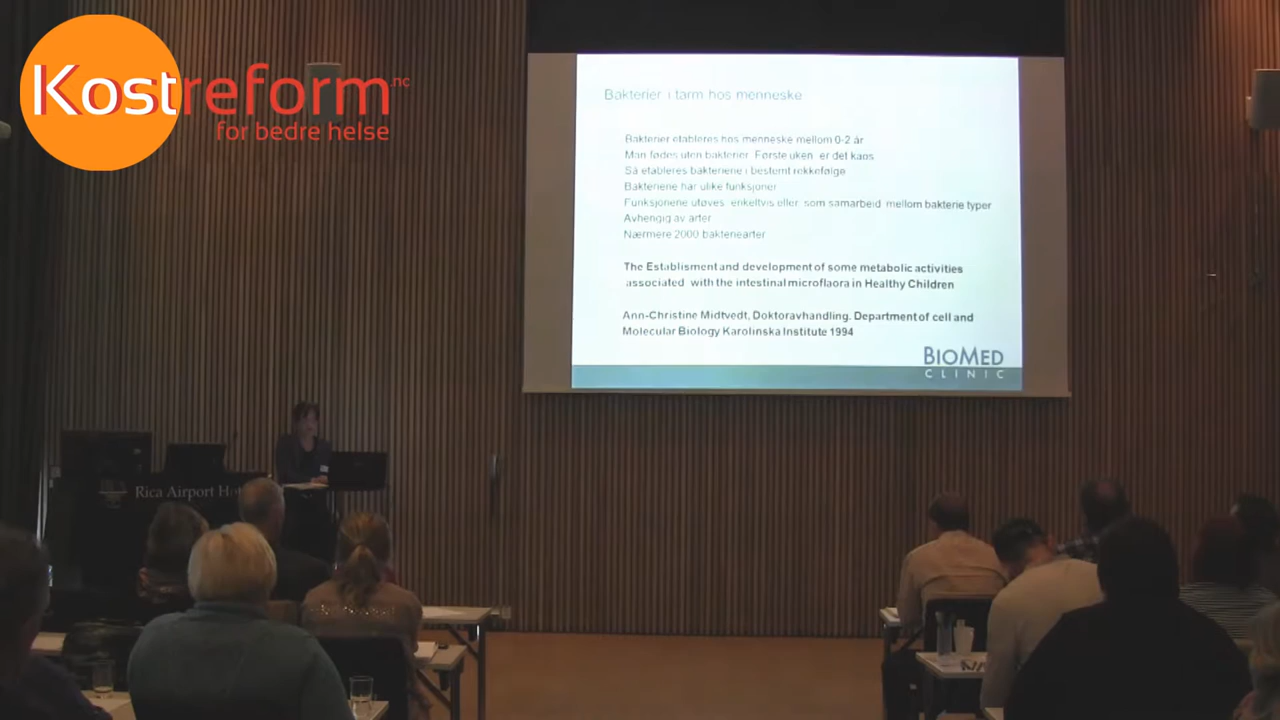 Kostreform.nc
for bedre helse
Bakterier i tarm hos menneske
Bakterier etableres hos menneske mellom 0-2 år
Man fødes uten bakterier. Første uken er det kaos
Så etableres bakteriene i bestemt rekkefølge
Bakteriene har ulike funksjoner
Funksjonene utøves enkeltvis eller som samarbeid mellom bakterie typer
Avhengig av arter
Nærmere 2000 bakteriearter
The Establisment and development of some metabolic activities
associated with the intestinal microflaora in Healthy Children
Ann-Christine Midtvedt, Doktoravhandling. Department of cell and
Molecular Biology Karolinska Institute 1994
BIOMED
CLINIC
Rica Airport